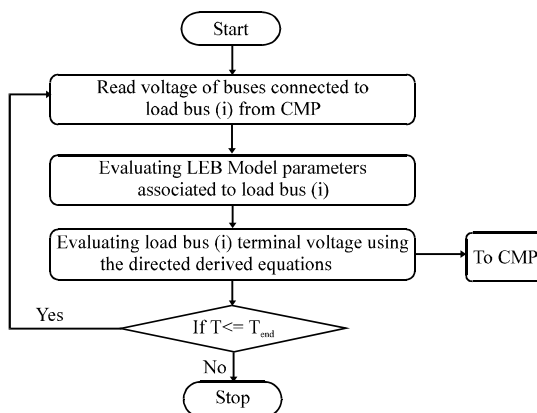 Start
Read voltage of buses connected to
load bus (i) from CMP
Evaluating LEB Model parameters
associated to load bus (i)
Evaluating load bus (i) terminal voltage using
the directed derived equations
To CMP
Yes
If T<= Tend
No
Stop